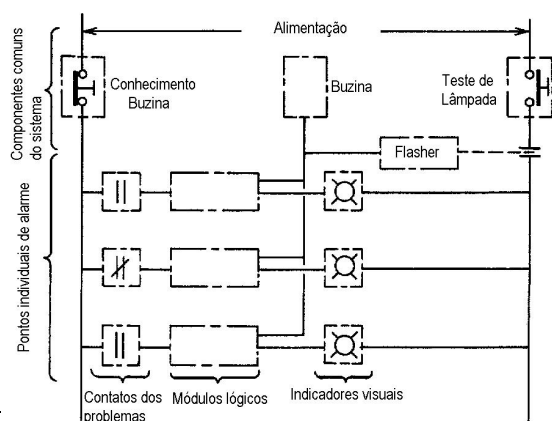 Alimentação
Componentes comuns
do sistema
Conhecimento
Buzina
Buzina
Teste de
Lâmpada
Flasher
Pontos individuais de alarme
Contatos dos
problemas
Módulos lógicos
Indicadores visuais